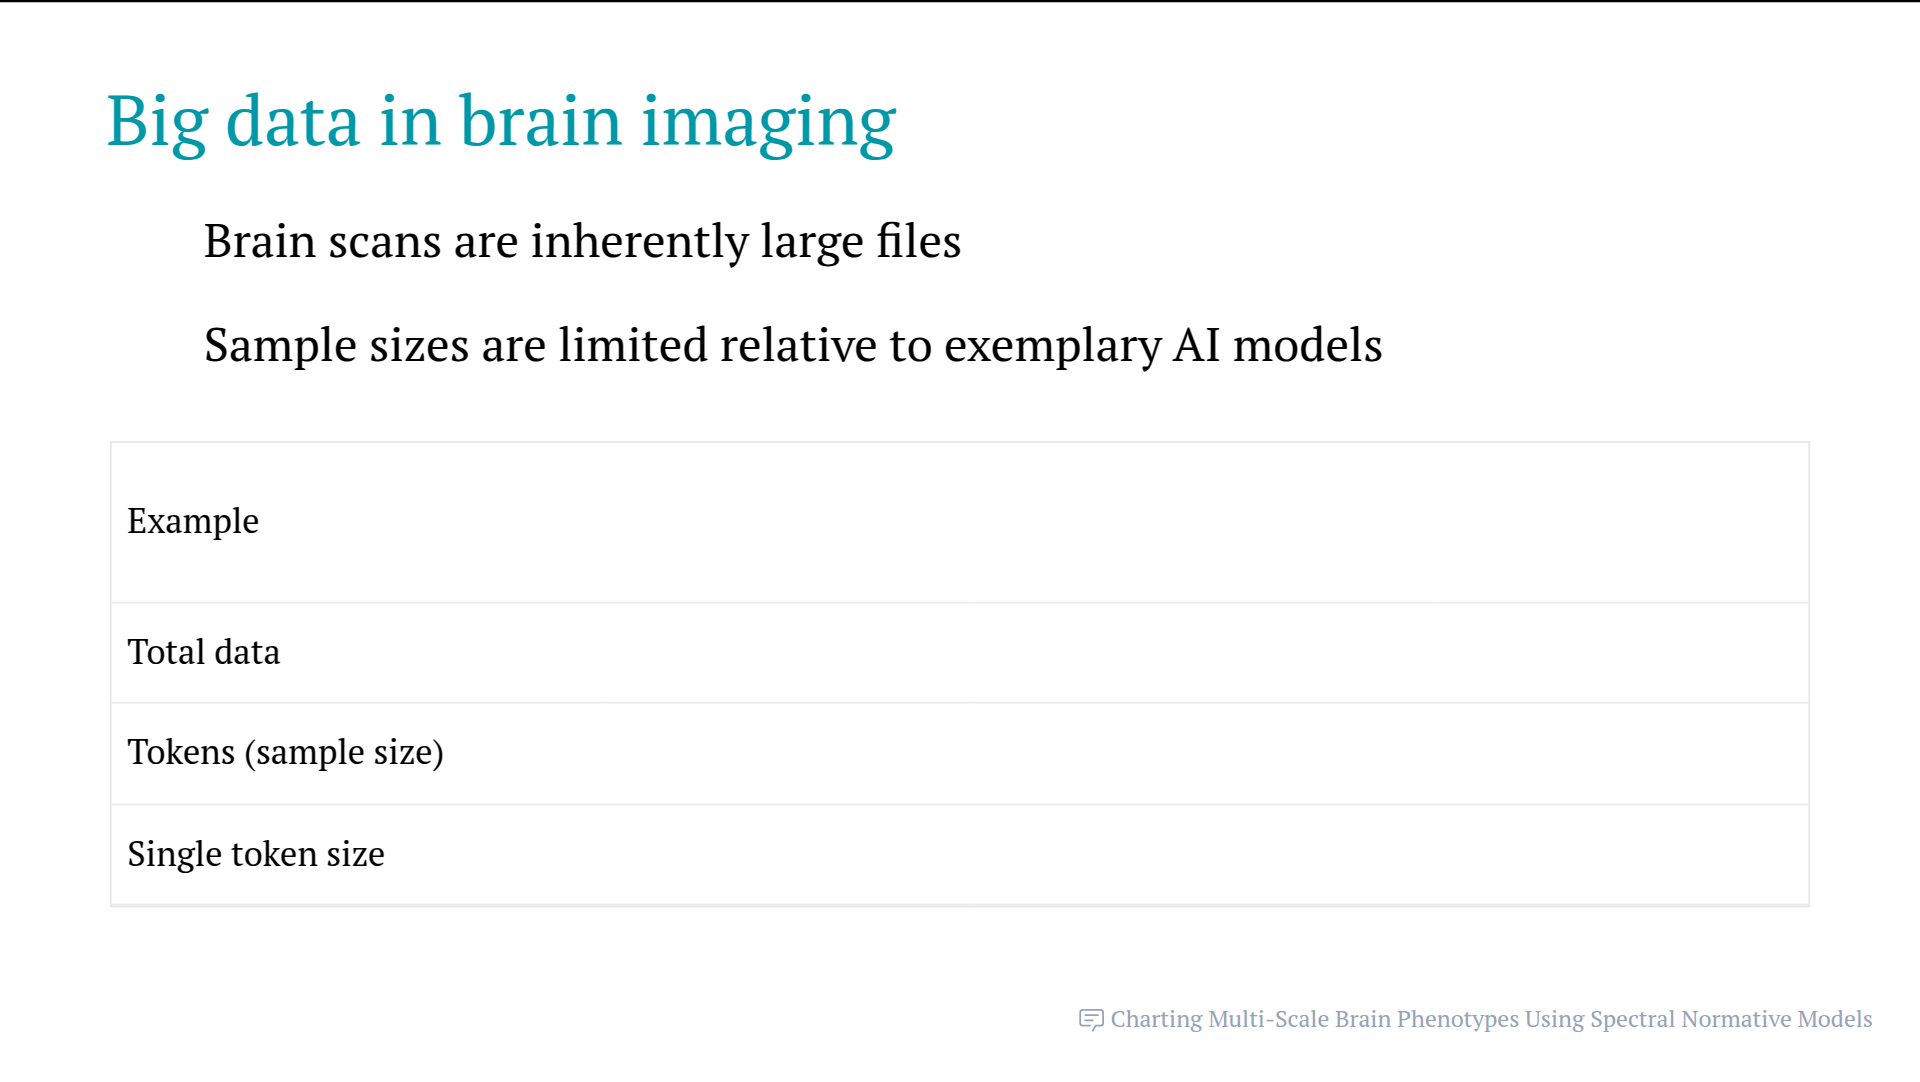 Big data in brain imaging
Brain scans are inherently large files
Sample sizes are limited relative to exemplary AI models
Example
Total data
Tokens (sample size)
Single token size
Charting Multi-Scale Brain Phenotypes Using Spectral Normative Models